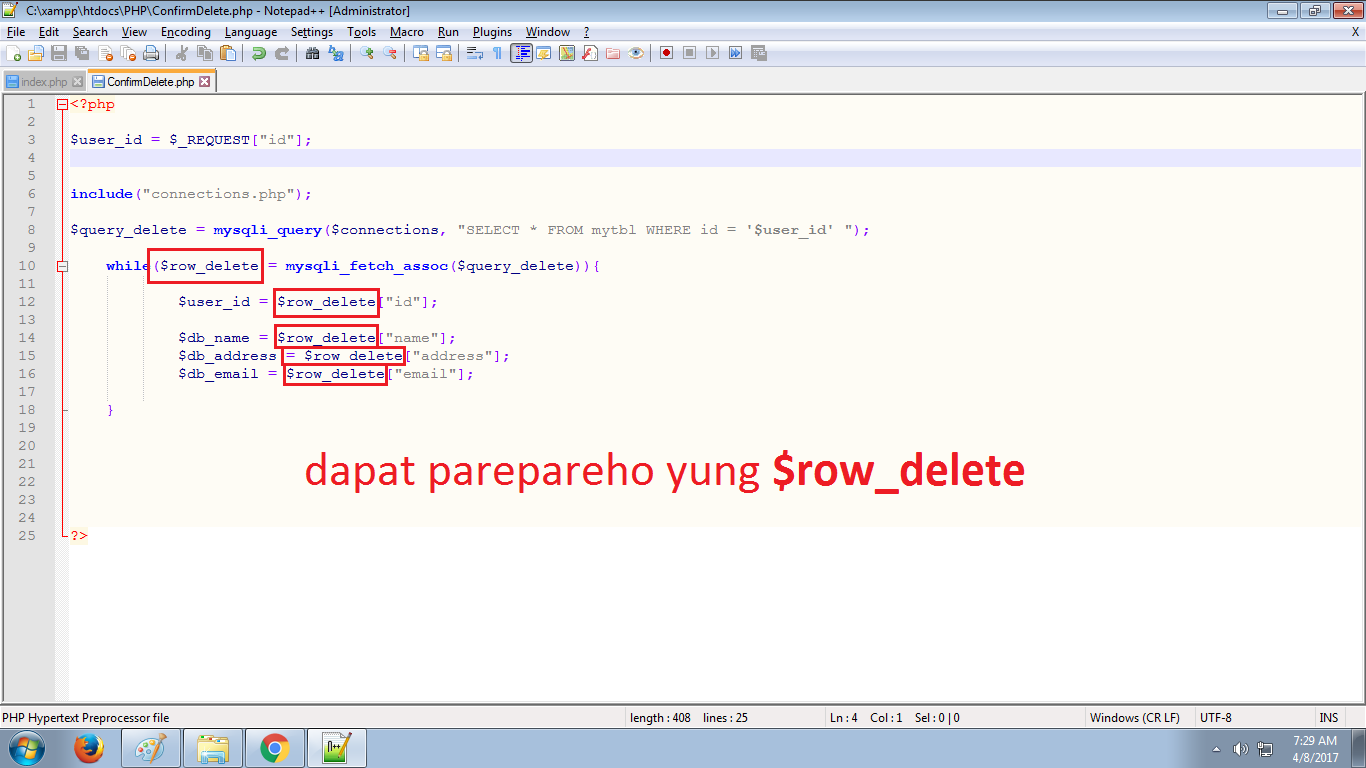 C:\xampp\htdocs\PHP\ConfirmDelete.php - Notepad++ [Administrator]
File Edit Search View Encoding Language Settings Tools Macro Run Plugins Window ? X
index.php ConfirmDelete.php
1 <?php
2
3 $user_id = $_REQUEST["id"];
4
5
6 include("connections.php");
7
8 $query_delete = mysqli_query($connections, "SELECT * FROM mytbl WHERE id = '$user_id' ");
9
10 while($row_delete = mysqli_fetch_assoc($query_delete)){
11
12 $user_id = $row_delete["id"];
13
14 $db_name = $row_delete["name"];
15 $db_address = $row_delete["address"];
16 $db_email = $row_delete["email"];
17
18 }
19
20
21 dapat parepareho yung $row_delete
22
23
24
25 ?>
PHP Hypertext Preprocessor file length : 408 lines : 25 Ln : 4 Col : 1 Sel : 0 | 0 Windows (CR LF) UTF-8 INS
7:29 AM
4/8/2017